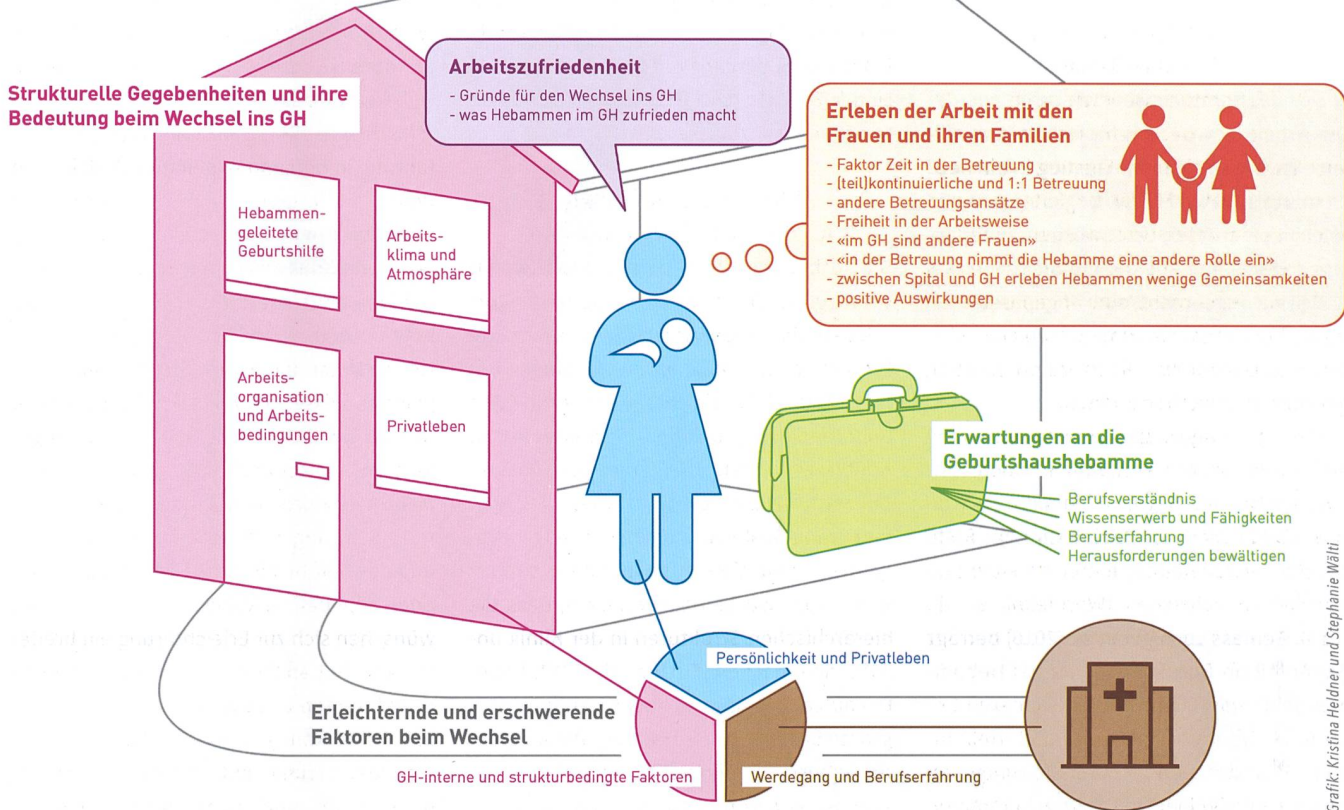 Strukturelle Gegebenheiten und ihre
Bedeutung beim Wechsel ins GH
Arbeitszufriedenheit
- Gründe für den Wechsel ins GH
- was Hebammen im GH zufrieden macht
Erleben der Arbeit mit den
Frauen und ihren Familien
- Faktor Zeit in der Betreuung
- (teil)kontinuierliche und 1:1 Betreuung
- andere Betreuungsansätze
- Freiheit in der Arbeitsweise
- «im GH sind andere Frauen»
- «in der Betreuung nimmt die Hebamme eine andere Rolle ein»
- zwischen Spital und GH erleben Hebammen wenige Gemeinsamkeiten
- positive Auswirkungen
Hebammen-
geleitete
Geburtshilfe
Arbeits-
klima und
Atmosphäre
Arbeits-
organisation
und Arbeits-
bedingungen
Privatleben
Erwartungen an die
Geburtshaushebamme
Berufsverständnis
Wissenserwerb und Fähigkeiten
Berufserfahrung
Herausforderungen bewältigen
Persönlichkeit und Privatleben
Erleichternde und erschwerende
Faktoren beim Wechsel
GH-interne und strukturbedingte Faktoren
Werdegang und Berufserfahrung
Grafik: Kristina Heldner und Stephanie Wälti